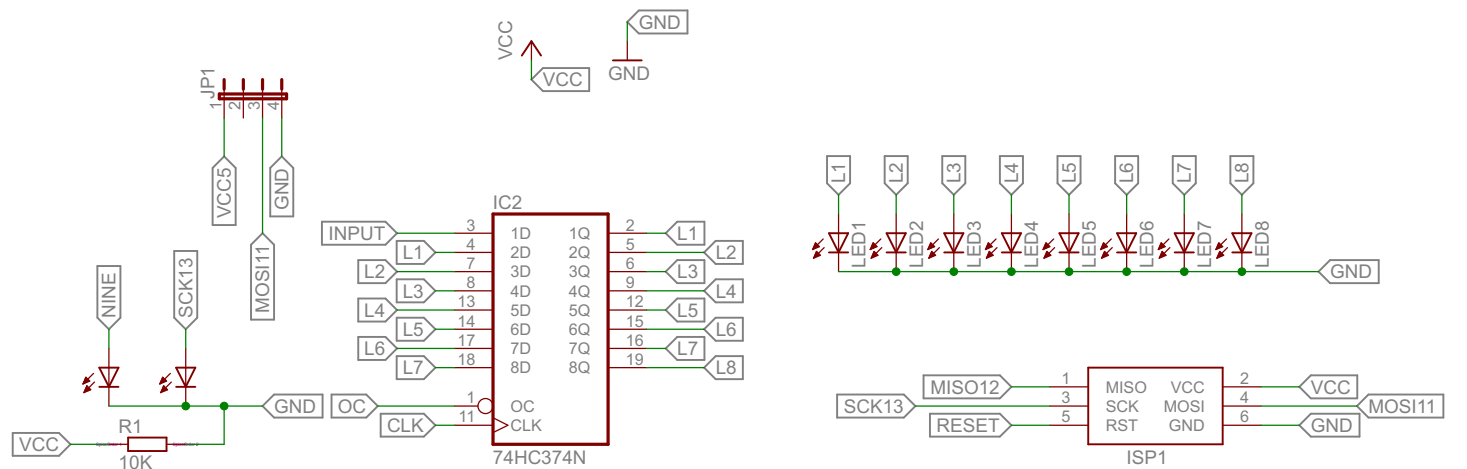 VCC
VCC
GND
GND
JP1
1
2
3
4
VCC5
MOSI11
GND
NINE
SCK13
GND
VCC
R1
10K
IC2
INPUT 3 1D 1Q 2 L1
L1 4 2D 2Q 5 L2
L2 7 3D 3Q 6 L3
L3 8 4D 4Q 9 L4
L4 13 5D 5Q 12 L5
L5 14 6D 6Q 15 L6
L6 17 7D 7Q 16 L7
L7 18 8D 8Q 19 L8
OC 1 OC
CLK 11 CLK
74HC374N
L1 L2 L3 L4 L5 L6 L7 L8
LED1 LED2 LED3 LED4 LED5 LED6 LED7 LED8
GND
MISO12 1 MISO VCC 2 VCC
SCK13 3 SCK MOSI 4 MOSI11
RESET 5 RST GND 6 GND
ISP1